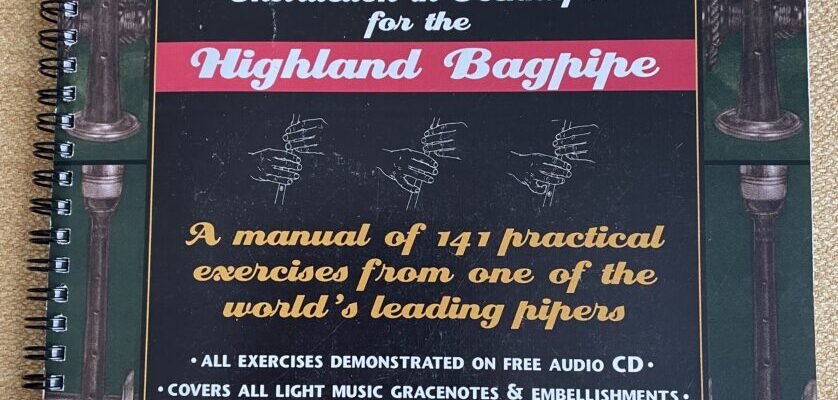 for the
Highland Bagpipe
A manual of 141 practical
exercises from one of the
world's leading pipers
• ALL EXERCISES DEMONSTRATED ON FREE AUDIO CD •
• COVERS ALL LIGHT MUSIC GRACENOTES & EMBELLISHMENTS •